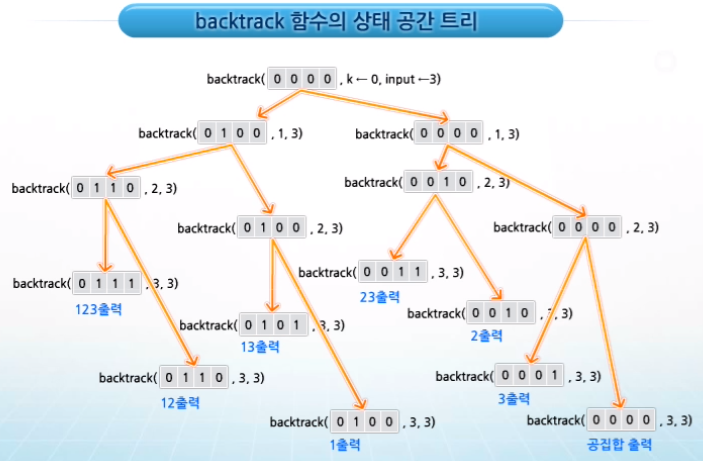 backtrack 함수의 상태 공간 트리
backtrack( 0 0 0 0 , k ← 0, input ←3)
backtrack( 0 1 0 0 , 1, 3)
backtrack( 0 0 0 0 , 1, 3)
backtrack( 0 1 1 0 , 2, 3)
backtrack( 0 0 1 0 , 2, 3)
backtrack( 0 1 0 0 , 2, 3)
backtrack( 0 0 0 0 , 2, 3)
backtrack( 0 1 1 1 , 3, 3)
123출력
backtrack( 0 0 1 1 , 3, 3)
23출력
backtrack( 0 1 0 1 , 3, 3)
13출력
backtrack( 0 0 1 0 , 3, 3)
2출력
backtrack( 0 1 1 0 , 3, 3)
12출력
backtrack( 0 0 0 1 , 3, 3)
3출력
backtrack( 0 1 0 0 , 3, 3)
1출력
backtrack( 0 0 0 0 , 3, 3)
공집합 출력